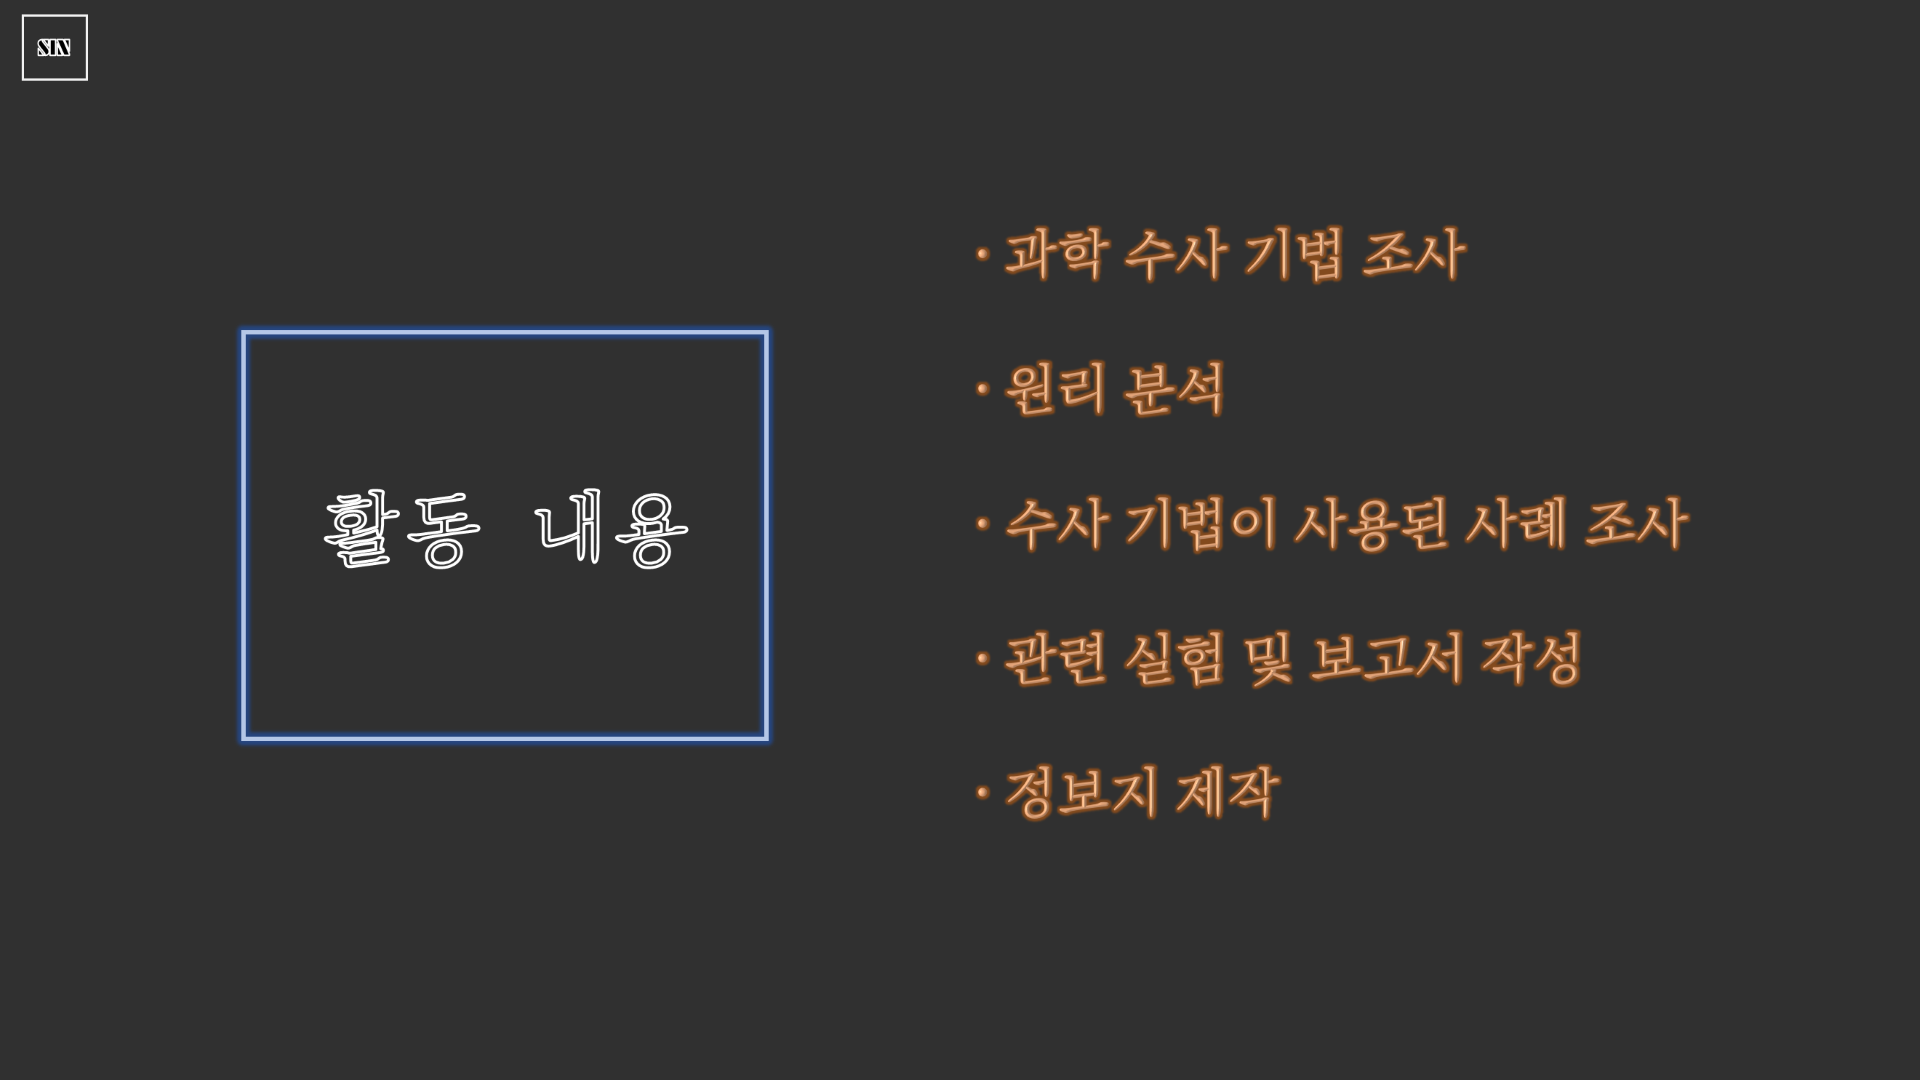 SIN
활동 내용
· 과학 수사 기법 조사
· 원리 분석
· 수사 기법이 사용된 사례 조사
· 관련 실험 및 보고서 작성
· 정보지 제작